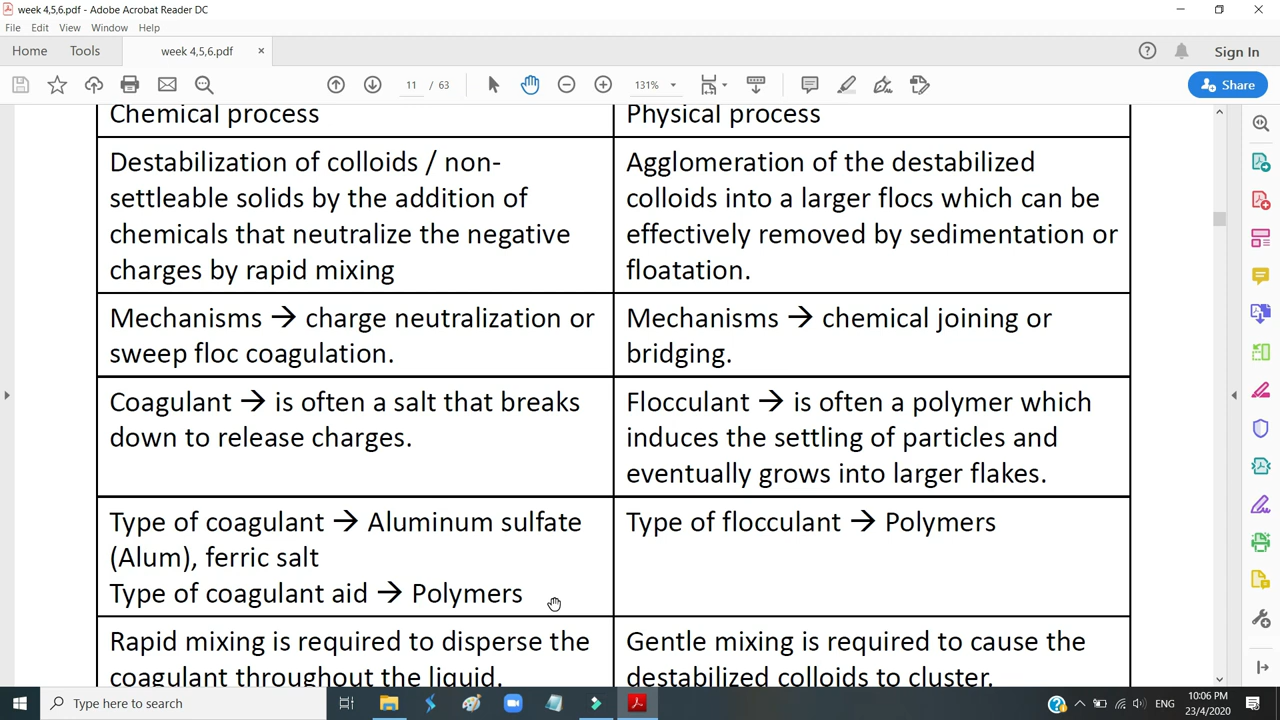 week 4,5,6.pdf - Adobe Acrobat Reader DC
File Edit View Window Help
Home Tools week 4,5,6.pdf × Sign In
11 / 63 131% Share
Chemical process
Physical process
Destabilization of colloids / non-
settleable solids by the addition of
chemicals that neutralize the negative
charges by rapid mixing
Agglomeration of the destabilized
colloids into a larger flocs which can be
effectively removed by sedimentation or
floatation.
Mechanisms → charge neutralization or
sweep floc coagulation.
Mechanisms → chemical joining or
bridging.
Coagulant → is often a salt that breaks
down to release charges.
Flocculant → is often a polymer which
induces the settling of particles and
eventually grows into larger flakes.
Type of coagulant → Aluminum sulfate
(Alum), ferric salt
Type of coagulant aid → Polymers
Type of flocculant → Polymers
Rapid mixing is required to disperse the
coagulant throughout the liquid.
Gentle mixing is required to cause the
destabilized colloids to cluster.
Type here to search
ENG
10:06 PM
23/4/2020